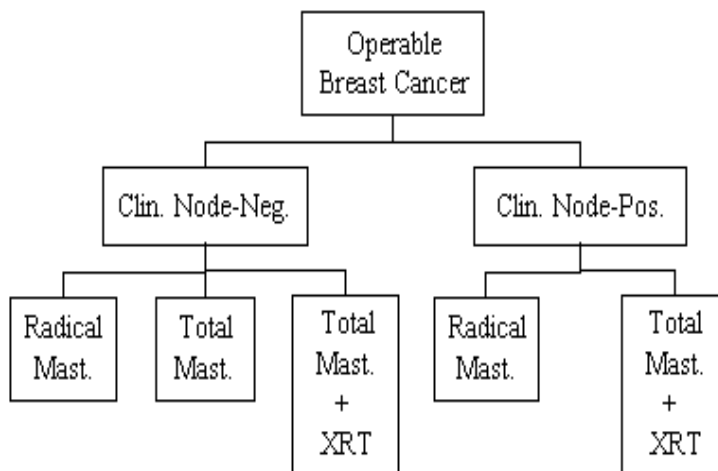 Operable
Breast Cancer
Clin. Node-Neg.
Clin. Node-Pos.
Radical
Mast.
Total
Mast.
Total
Mast.
+
XRT
Radical
Mast.
Total
Mast.
+
XRT